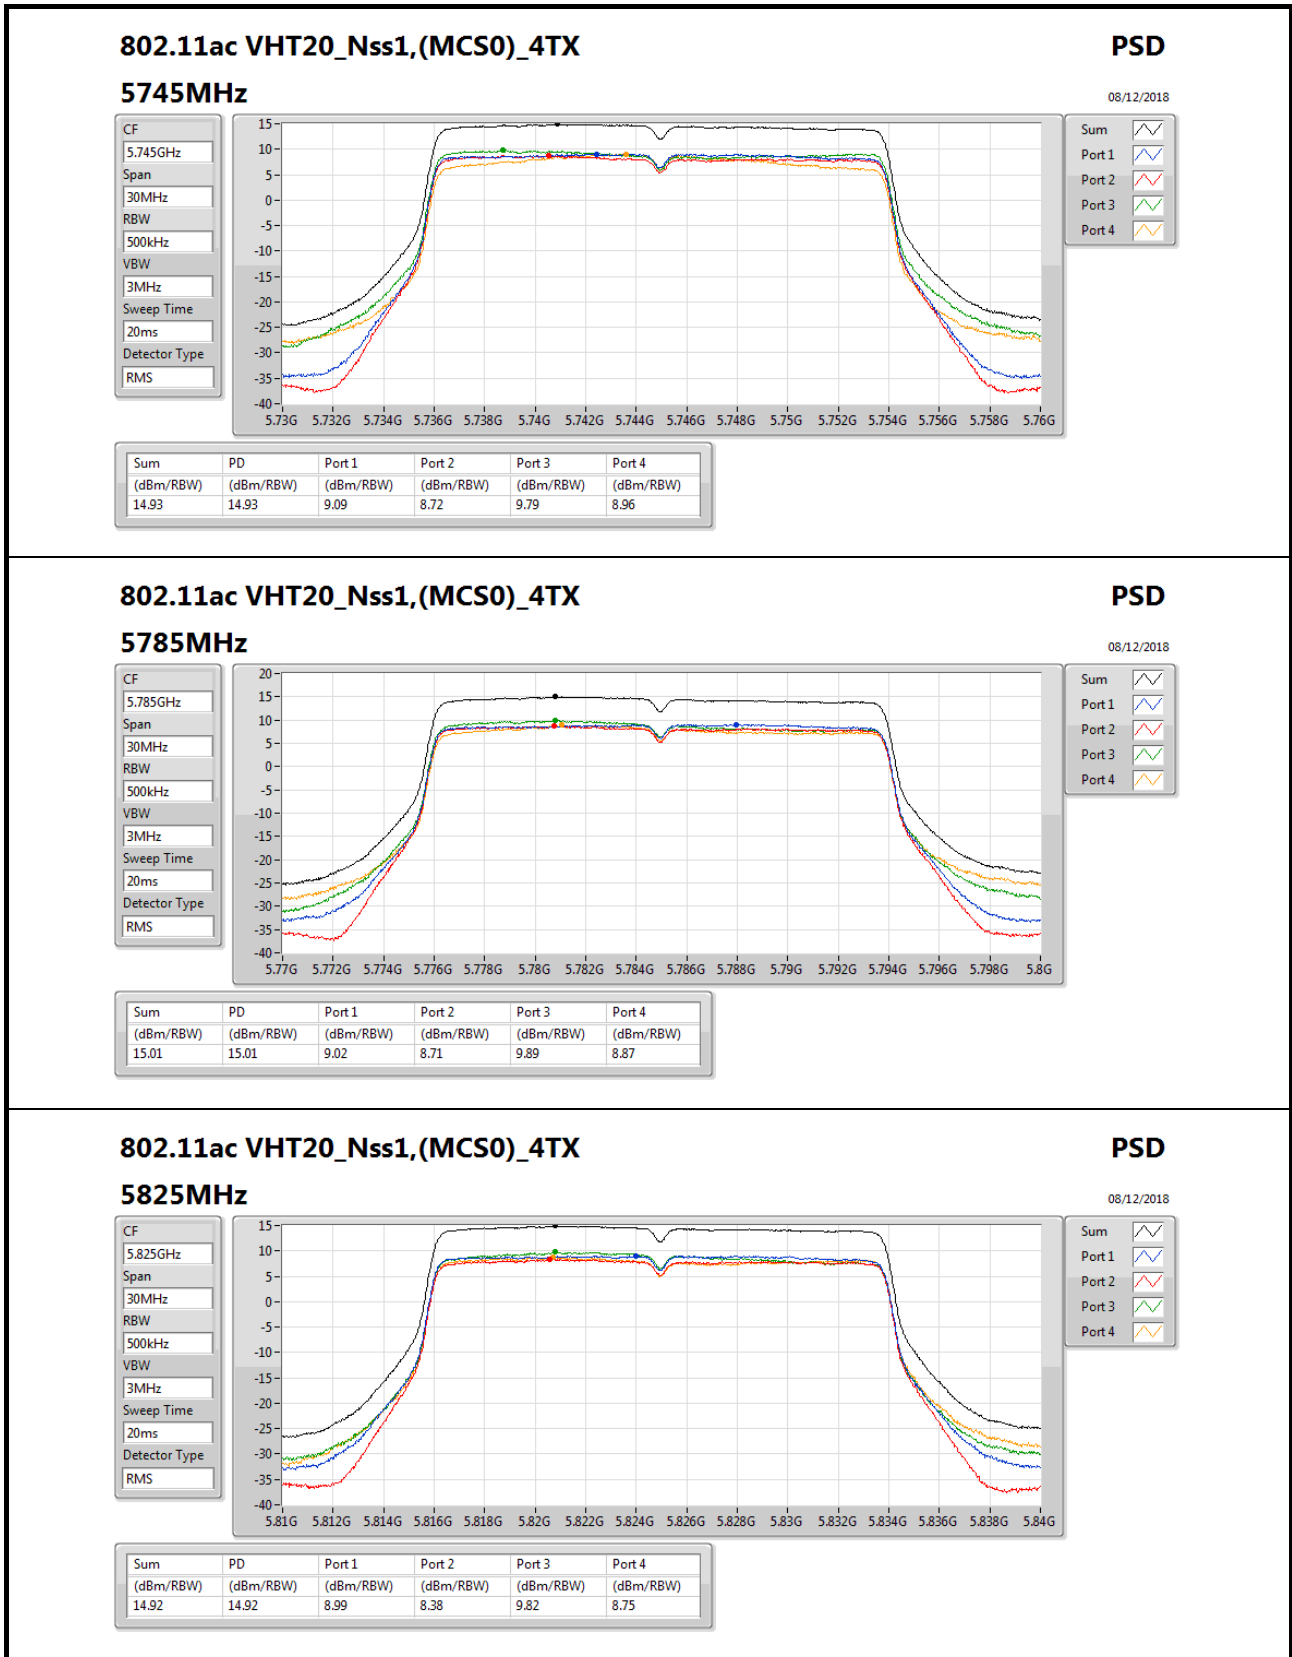 802.11ac VHT20_Nss1,(MCS0)_4TX PSD
5745MHz 08/12/2018
CF
5.745GHz
Span
30MHz
RBW
500kHz
VBW
3MHz
Sweep Time
20ms
Detector Type
RMS
15
10
5
0
-5
-10
-15
-20
-25
-30
-35
-40
5.73G 5.732G 5.734G 5.736G 5.738G 5.74G 5.742G 5.744G 5.746G 5.748G 5.75G 5.752G 5.754G 5.756G 5.758G 5.76G
Sum
Port 1
Port 2
Port 3
Port 4
Sum PD Port 1 Port 2 Port 3 Port 4
(dBm/RBW) (dBm/RBW) (dBm/RBW) (dBm/RBW) (dBm/RBW) (dBm/RBW)
14.93 14.93 9.09 8.72 9.79 8.96
802.11ac VHT20_Nss1,(MCS0)_4TX PSD
5785MHz 08/12/2018
CF
5.785GHz
Span
30MHz
RBW
500kHz
VBW
3MHz
Sweep Time
20ms
Detector Type
RMS
20
15
10
5
0
-5
-10
-15
-20
-25
-30
-35
-40
5.77G 5.772G 5.774G 5.776G 5.778G 5.78G 5.782G 5.784G 5.786G 5.788G 5.79G 5.792G 5.794G 5.796G 5.798G 5.8G
Sum
Port 1
Port 2
Port 3
Port 4
Sum PD Port 1 Port 2 Port 3 Port 4
(dBm/RBW) (dBm/RBW) (dBm/RBW) (dBm/RBW) (dBm/RBW) (dBm/RBW)
15.01 15.01 9.02 8.71 9.89 8.87
802.11ac VHT20_Nss1,(MCS0)_4TX PSD
5825MHz 08/12/2018
CF
5.825GHz
Span
30MHz
RBW
500kHz
VBW
3MHz
Sweep Time
20ms
Detector Type
RMS
15
10
5
0
-5
-10
-15
-20
-25
-30
-35
-40
5.81G 5.812G 5.814G 5.816G 5.818G 5.82G 5.822G 5.824G 5.826G 5.828G 5.83G 5.832G 5.834G 5.836G 5.838G 5.84G
Sum
Port 1
Port 2
Port 3
Port 4
Sum PD Port 1 Port 2 Port 3 Port 4
(dBm/RBW) (dBm/RBW) (dBm/RBW) (dBm/RBW) (dBm/RBW) (dBm/RBW)
14.92 14.92 8.99 8.38 9.82 8.75